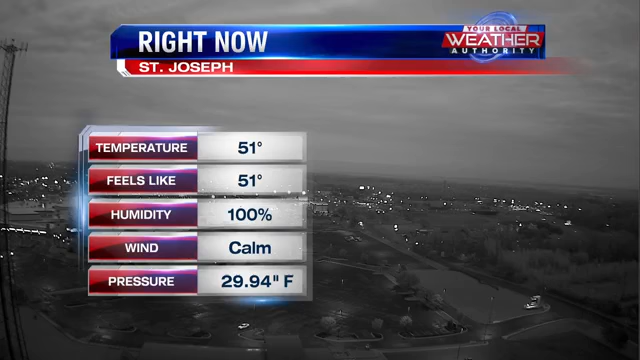 RIGHT NOW
YOUR LOCAL
WEATHER
AUTHORITY
ST. JOSEPH
TEMPERATURE 51°
FEELS LIKE 51°
HUMIDITY 100%
WIND Calm
PRESSURE 29.94" F